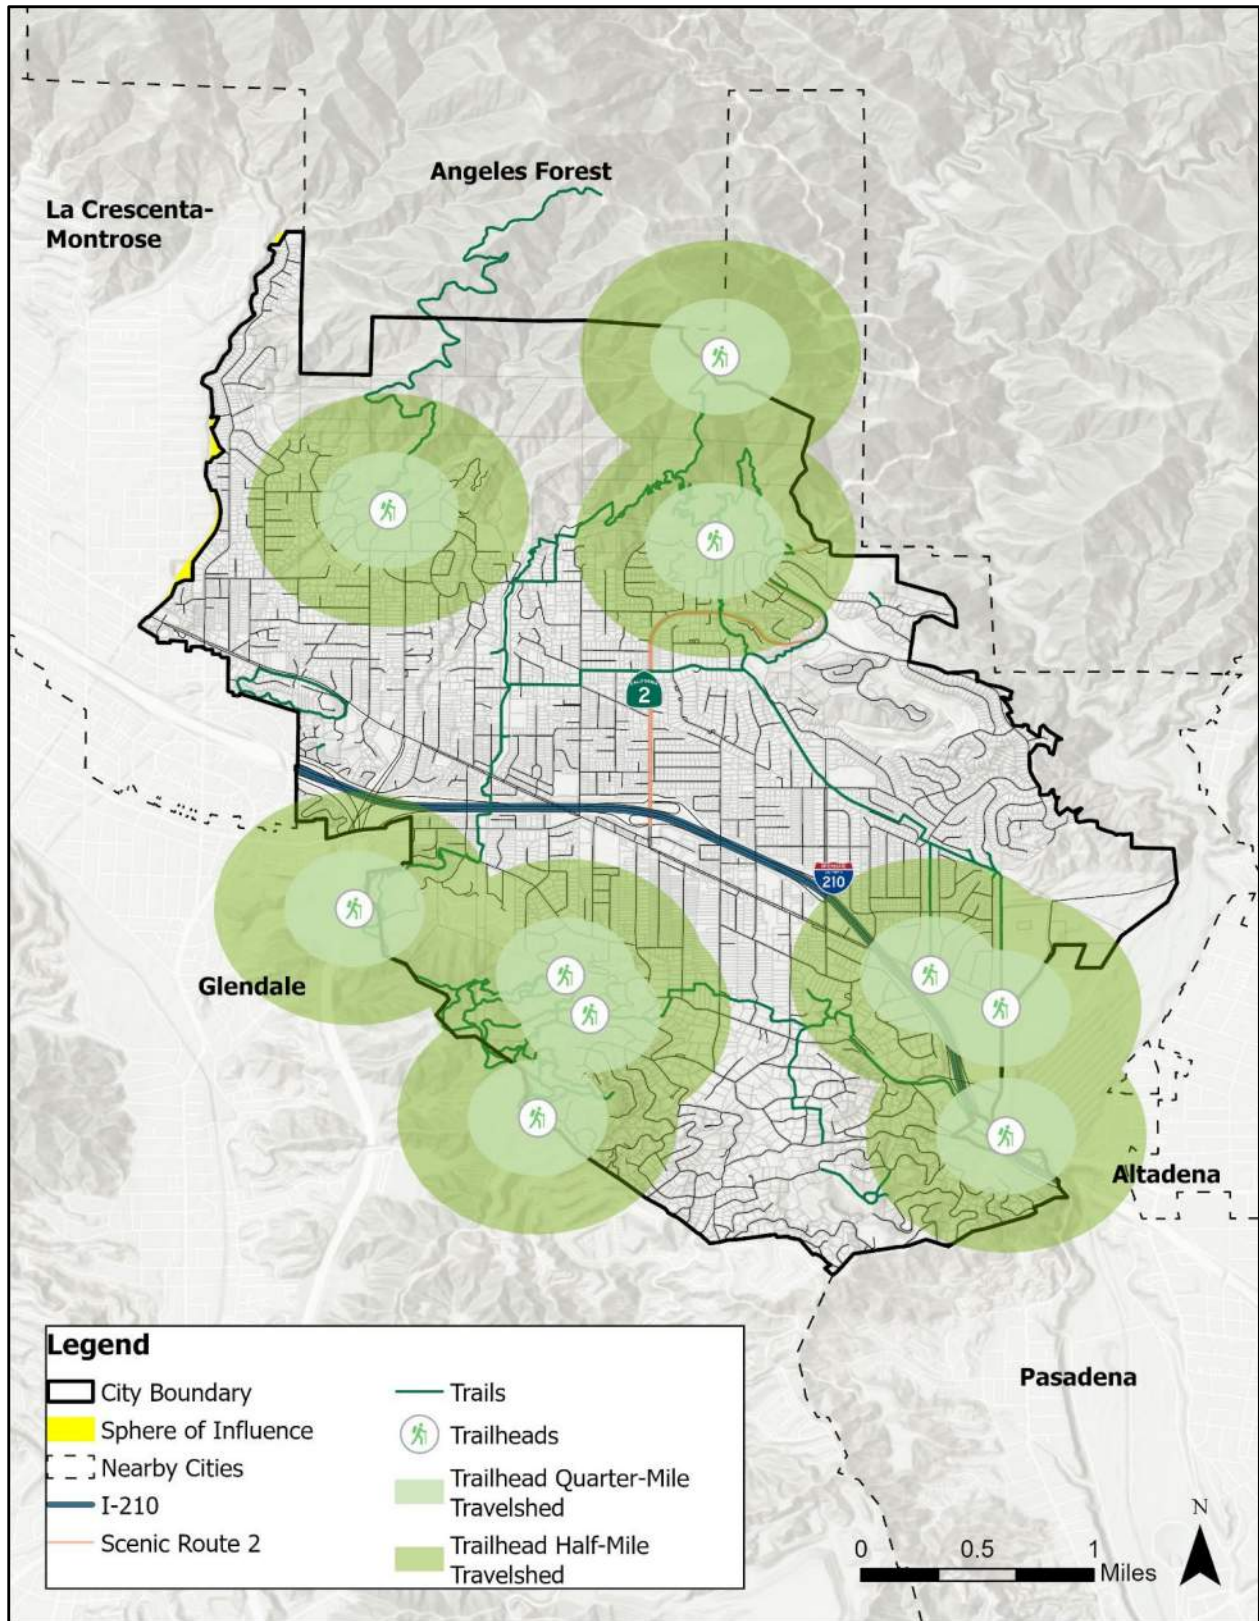 Angeles Forest
La Crescenta-
Montrose
CALIFORNIA
2
210
Glendale
Altadena
Pasadena
Legend
City Boundary
Sphere of Influence
Nearby Cities
I-210
Scenic Route 2
Trails
Trailheads
Trailhead Quarter-Mile
Travelshed
Trailhead Half-Mile
Travelshed
0 0.5 1
Miles
N